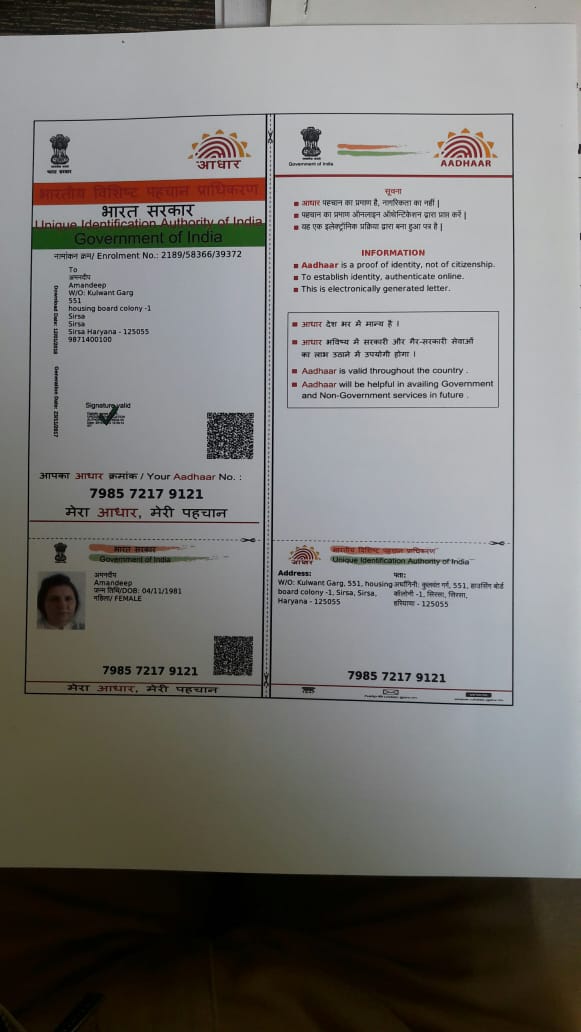 भारत सरकार
आधार
भारतीय विशिष्ट पहचान प्राधिकरण
भारत सरकार
Unique Identification Authority of India
Government of India
नामांकन क्रम/ Enrolment No.: 2189/58366/39372
To
अमनदीप
Amandeep
W/O: Kulwant Garg
551
housing board colony -1
Sirsa
Sirsa
Sirsa Haryana - 125055
9871400100
Signature valid
आपका आधार क्रमांक / Your Aadhaar No. :
7985 7217 9121
मेरा आधार, मेरी पहचान
Government of India
AADHAAR
सूचना
आधार पहचान का प्रमाण है, नागरिकता का नहीं |
पहचान का प्रमाण ऑनलाइन ऑथेन्टिकेशन द्वारा प्राप्त करें |
यह एक इलेक्ट्रॉनिक प्रक्रिया द्वारा बना हुआ पत्र है |
INFORMATION
Aadhaar is a proof of identity, not of citizenship.
To establish identity, authenticate online.
This is electronically generated letter.
आधार देश भर में मान्य है ।
आधार भविष्य में सरकारी और गैर-सरकारी सेवाओं
का लाभ उठाने में उपयोगी होगा ।
Aadhaar is valid throughout the country .
Aadhaar will be helpful in availing Government
and Non-Government services in future .
भारत सरकार
Government of India
अमनदीप
Amandeep
जन्म तिथि/DOB: 04/11/1981
महिला/ FEMALE
7985 7217 9121
मेरा आधार, मेरी पहचान
आधार
भारतीय विशिष्ट पहचान प्राधिकरण
Unique Identification Authority of India
Address:
W/O: Kulwant Garg, 551, housing
board colony -1, Sirsa, Sirsa,
Haryana - 125055
पता:
अर्धांगिनी: कुलवंत गर्ग, 551, हाउसिंग बोर्ड
कॉलोनी -1, सिरसा, सिरसा,
हरियाणा - 125055
7985 7217 9121